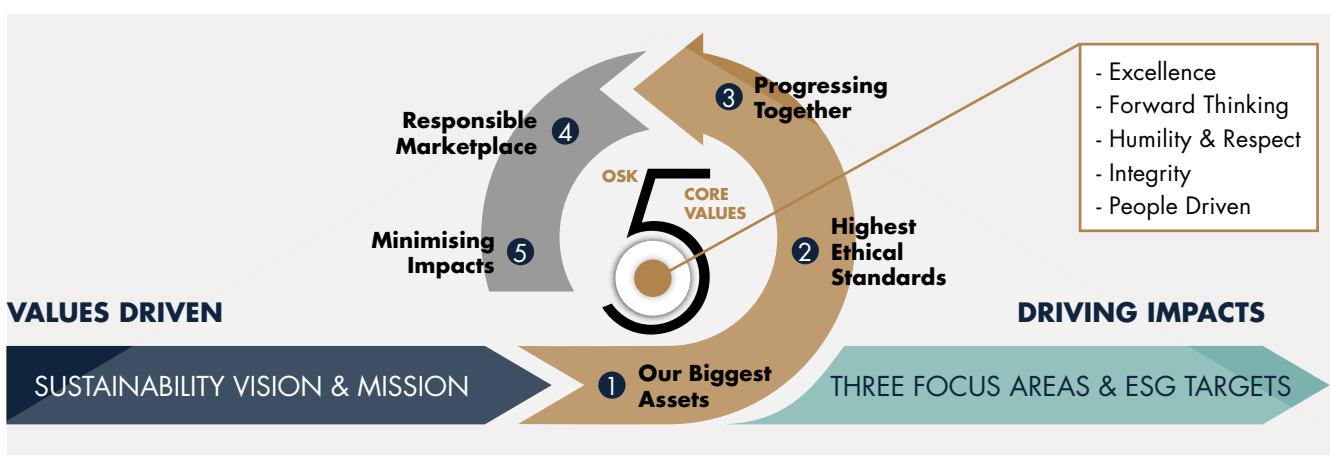 - Excellence
- Forward Thinking
- Humility & Respect
- Integrity
- People Driven
3 Progressing
Together
Responsible
Marketplace 4
OSK 5 CORE
VALUES
Highest
2 Ethical
Standards
Minimising
Impacts 5
VALUES DRIVEN
DRIVING IMPACTS
SUSTAINABILITY VISION & MISSION
1 Our Biggest
Assets
THREE FOCUS AREAS & ESG TARGETS